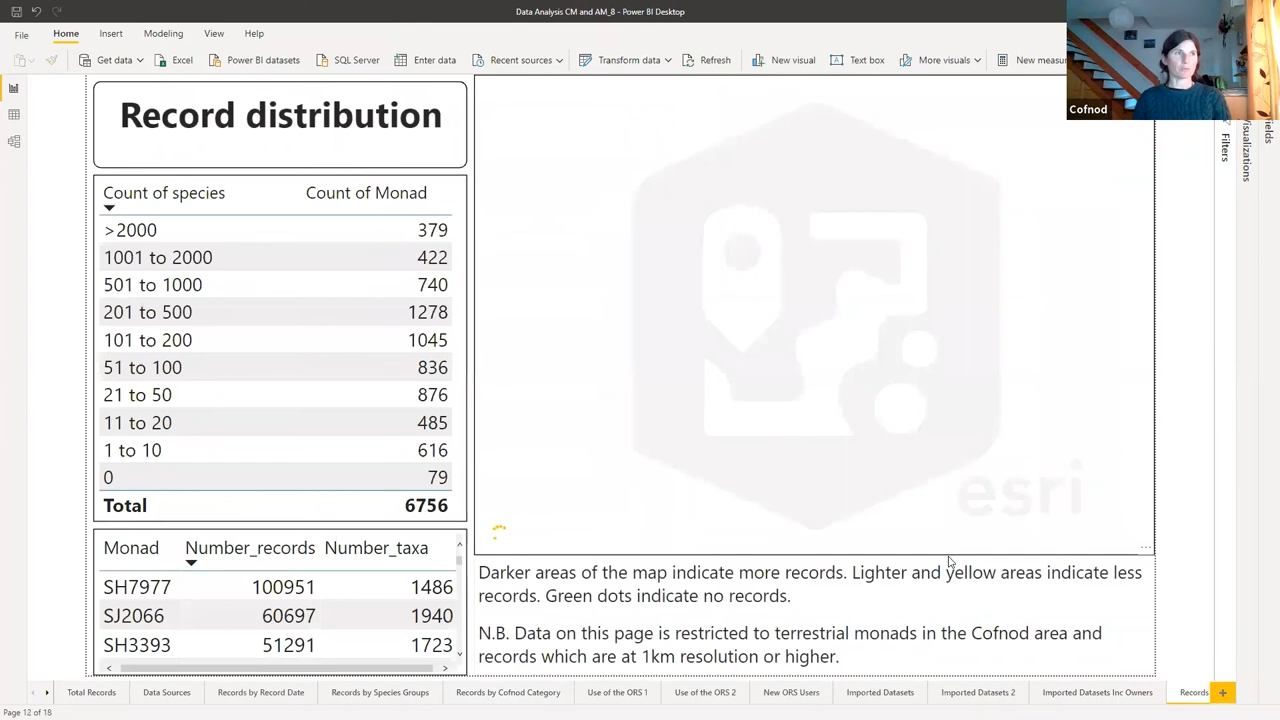 Data Analysis CM and AM_8 - Power BI Desktop
File Home Insert Modeling View Help
Get data Excel Power BI datasets SQL Server Enter data Recent sources Transform data Refresh New visual Text box More visuals New measu
Cofnod
Record distribution
Count of species Count of Monad
>2000 379
1001 to 2000 422
501 to 1000 740
201 to 500 1278
101 to 200 1045
51 to 100 836
21 to 50 876
11 to 20 485
1 to 10 616
0 79
Total 6756
Monad Number_records Number_taxa
SH7977 100951 1486
SJ2066 60697 1940
SH3393 51291 1723
esri
Darker areas of the map indicate more records. Lighter and yellow areas indicate less
records. Green dots indicate no records.
N.B. Data on this page is restricted to terrestrial monads in the Cofnod area and
records which are at 1km resolution or higher.
Filters
Visualizations
Fields
Total Records Data Sources Records by Record Date Records by Species Groups Records by Cofnod Category Use of the ORS 1 Use of the ORS 2 New ORS Users Imported Datasets Imported Datasets 2 Imported Datasets Inc Owners Records
Page 12 of 18